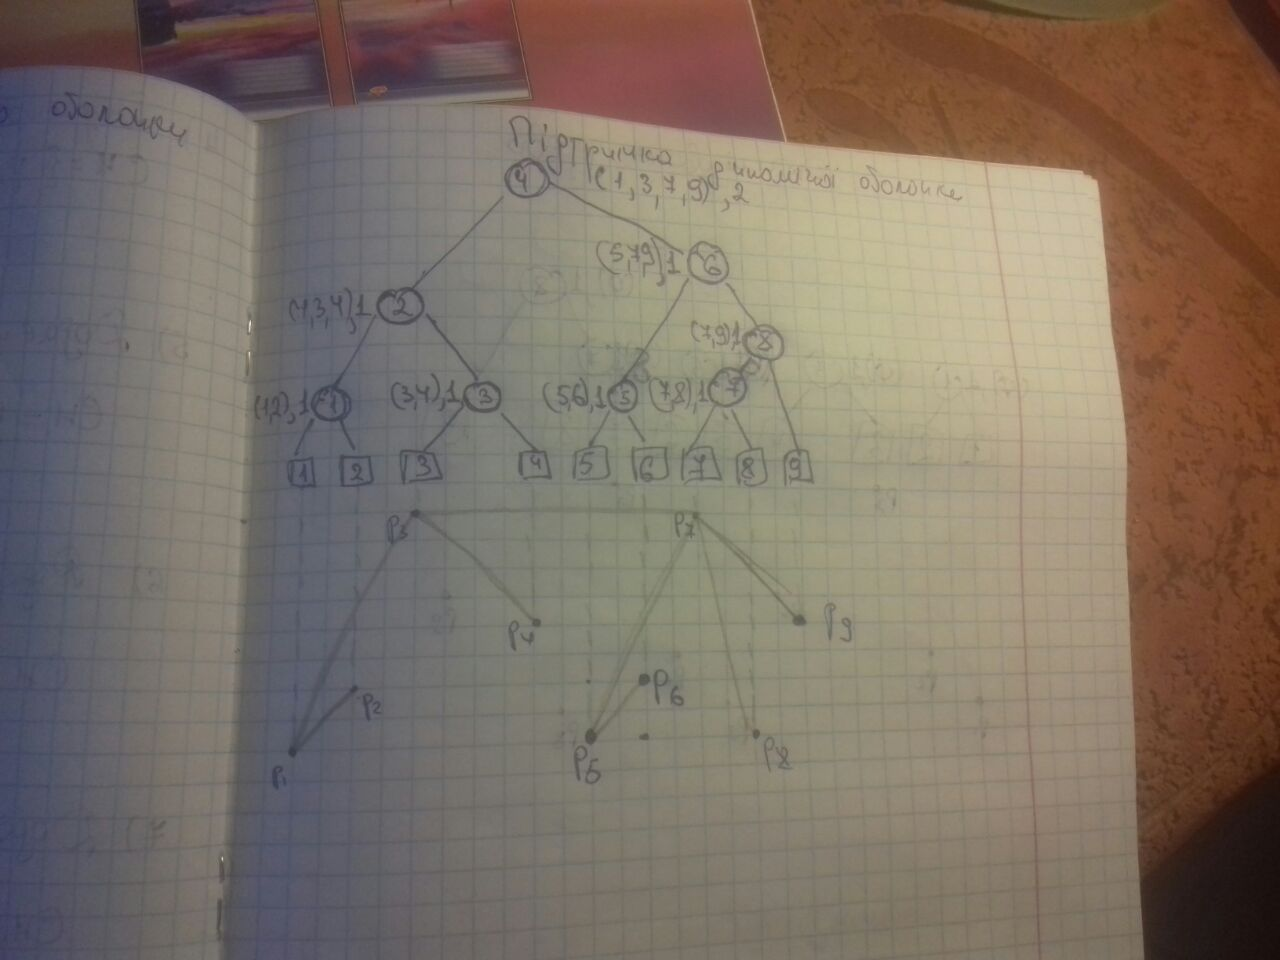 оболонки
Підтримка динамічної оболонки
4 (1,3,7,9),2
(5,7,9),1 6
(1,3,4),1 2
(7,9),1 8
(1,2),1 1 (3,4),1 3 (5,6),1 5 (7,8),1 7
1 2 3 4 5 6 7 8 9
P3 P7
P4 P9
P2 P6
P1 P5 P8